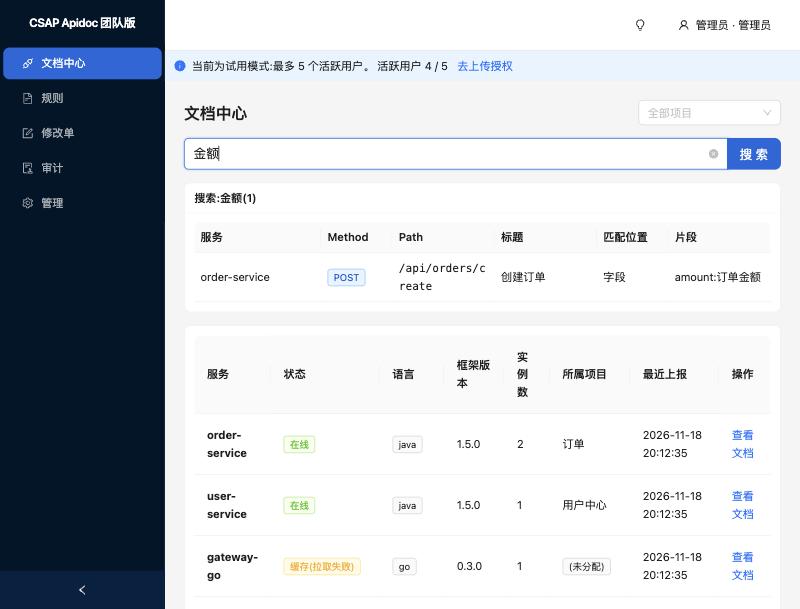 CSAP Apidoc 团队版
管理员 · 管理员
文档中心
规则
修改单
审计
管理
当前为试用模式:最多 5 个活跃用户。 活跃用户 4 / 5 去上传授权
文档中心
全部项目
金额
搜 索
搜索:金额(1)
服务 Method Path 标题 匹配位置 片段
order-service POST /api/orders/c 创建订单 字段 amount:订单金额
reate
服务 状态 语言 框架版 实 所属项目 最近上报 操作
本 例
数
order- 在线 java 1.5.0 2 订单 2026-11-18 查看
service 20:12:35 文档
user- 在线 java 1.5.0 1 用户中心 2026-11-18 查看
service 20:12:35 文档
gateway- 缓存(拉取失败) go 0.3.0 1 (未分配) 2026-11-18 查看
go 20:12:35 文档